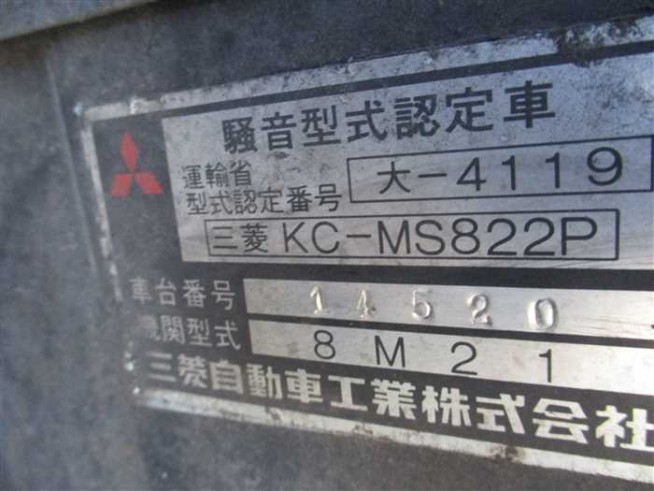 騒音型式認定車
運輸省
型式認定番号 大-4119
三菱 KC-MS822P
車台番号 14520
機関型式 8M21
三菱自動車工業株式会社